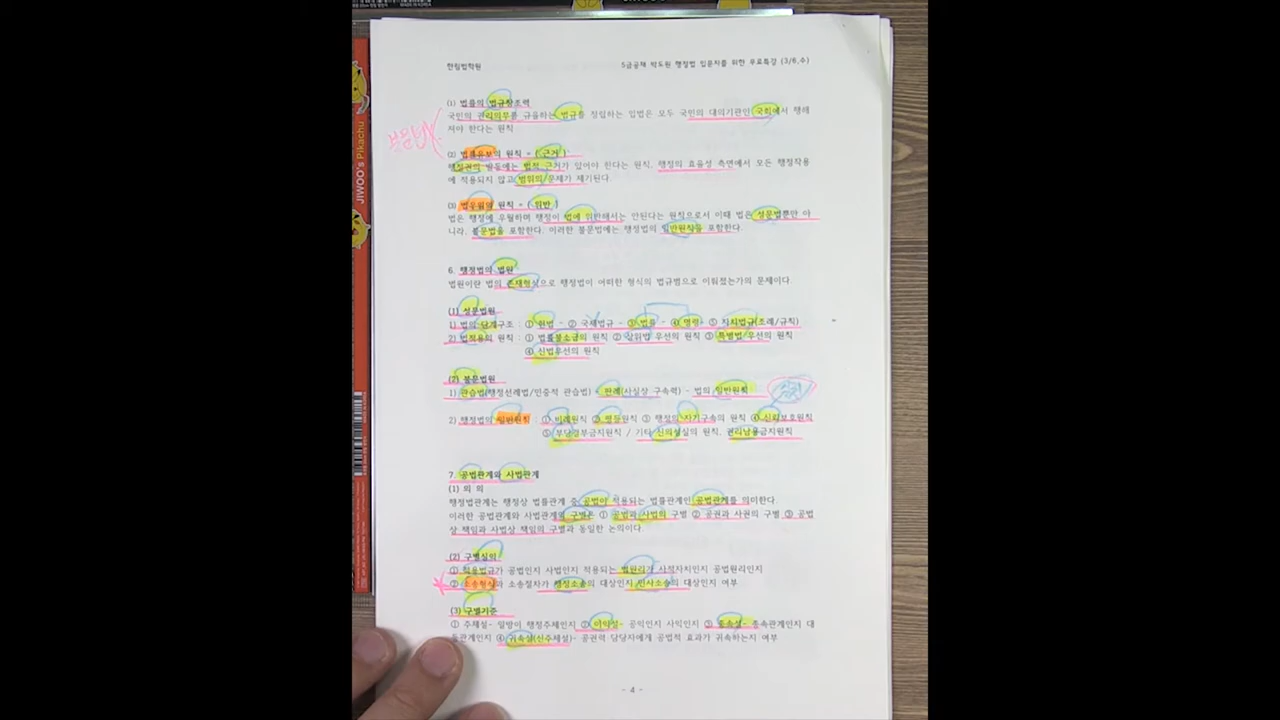 JIWOO's Pikachu
한림법학원
5급공채 박도원 행정법 입문자를 위한 무료특강 (3/6,수)
(1) 법률의 법규창조력
국민의 권리의무를 규율하는 법규를 정립하는 입법은 모두 국민의 대의기관인 국회에서 행해
져야 한다는 원칙
(2) 법률유보의 원칙 = ( 근거 )
행정권의 발동에는 법적 근거가 있어야 한다는 원칙. 행정의 효율성 측면에서 모든 행정작용
에 적용되지 않고 범위의 문제가 제기된다.
(3) 법우위의 원칙 = ( 위반 )
법은 행정에 우월하며 행정이 법에 위반해서는 안된다는 원칙으로서 이때 법은 성문법뿐만 아
니라, 불문법을 포함한다. 이러한 불문법에는 행정법의 일반원칙을 포함한다.
6. 행정법의 법원
법원이란 법의 존재형식으로 행정법이 어떠한 형식의 법규범으로 이뤄졌는가의 문제이다.
(1) 성문법원
1) 법의 단계구조 : ① 헌법 - ② 국제법규 - ③ 법률 - ④ 명령 - ⑤ 자치법규(조례/규칙)
2) 법적용의 원칙 : ① 법률불소급의 원칙 ② 상위법 우선의 원칙 ③ 특별법 우선의 원칙
④ 신법우선의 원칙
(2) 불문법원
1) 관습법(행정선례법/민중적 관습법) - 판례(사실상 구속력) - 법의 일반원칙
2) 행정법의 일반원칙 : ① 비례원칙 ② 평등원칙 ③ 행정의 자기구속의 원칙 ④ 신뢰보호원칙
⑤ 부당결부금지원칙 / 기타 신의성실의 원칙, 권리남용금지원칙
7. 공법관계와 사법관계
(1) 의 의
행정법관계는 행정상 법률관계 중 공법이 적용되는 법률관계인 공법관계를 의미한다.
이러한 공법관계와 사법관계의 구별은 ① 공법과 사법의 구별 ② 공권과 사권의 구별 ③ 공법
상 책임과 사법상 책임의 구별과 동일한 논의이다.
(2) 구별실익
① 적용법규가 공법인지 사법인지 적용되는 법원리가 사적자치인지 공법원리인지
② 소송형식과 소송절차가 행정소송의 대상인지 민사소송의 대상인지 여부
(3) 구별기준
① 주체설- 일방이 행정주체인지 ② 이익설- 공익인지 사익인지 ③ 종속설- 종속관계인지 대
등관계인지 ④ 귀속설(신주체설)- 공권력 담당자에게 공법적 효과가 귀속하는지 여부
- 4 -